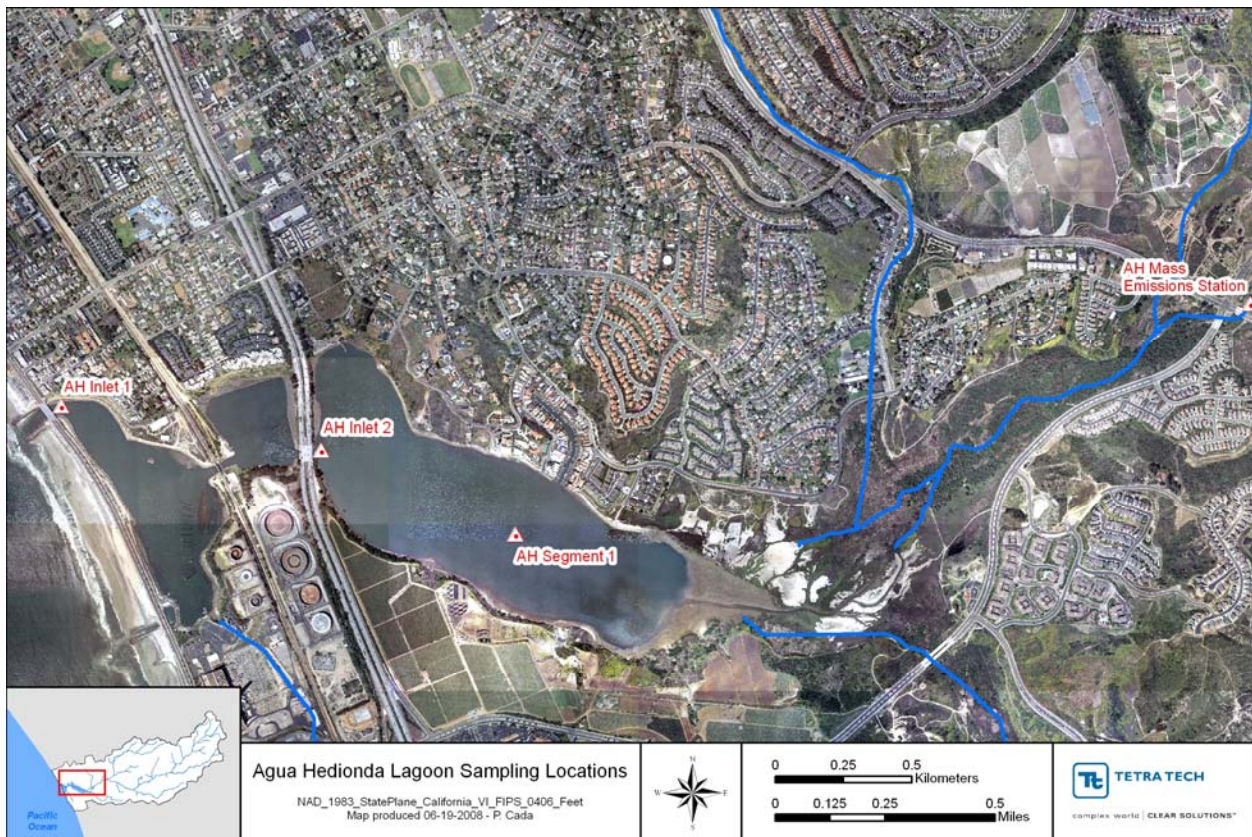 AH Mass
Emissions Station
AH Inlet 1
AH Inlet 2
AH Segment 1
Pacific
Ocean
Agua Hedionda Lagoon Sampling Locations
NAD_1983_StatePlane_California_VI_FIPS_0406_Feet
Map produced 06-19-2008 - P. Cada
N
W
E
S
0 0.25 0.5
Kilometers
0 0.125 0.25 0.5
Miles
Tt
TETRA TECH
complex world | CLEAR SOLUTIONS™